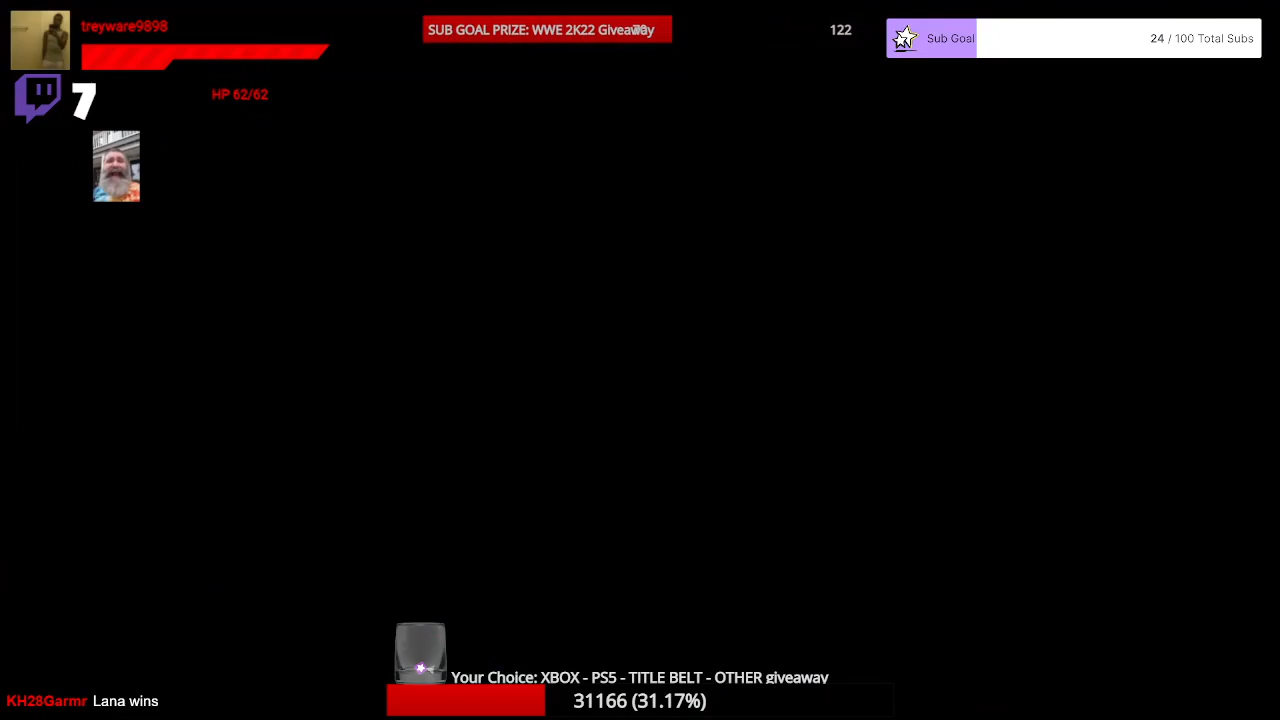 treyware9898
SUB GOAL PRIZE: WWE 2K22 Giveaway
122
Sub Goal
24 / 100 Total Subs
7
HP 62/62
Your Choice: XBOX - PS5 - TITLE BELT - OTHER giveaway
31166 (31.17%)
KH28Garmr Lana wins